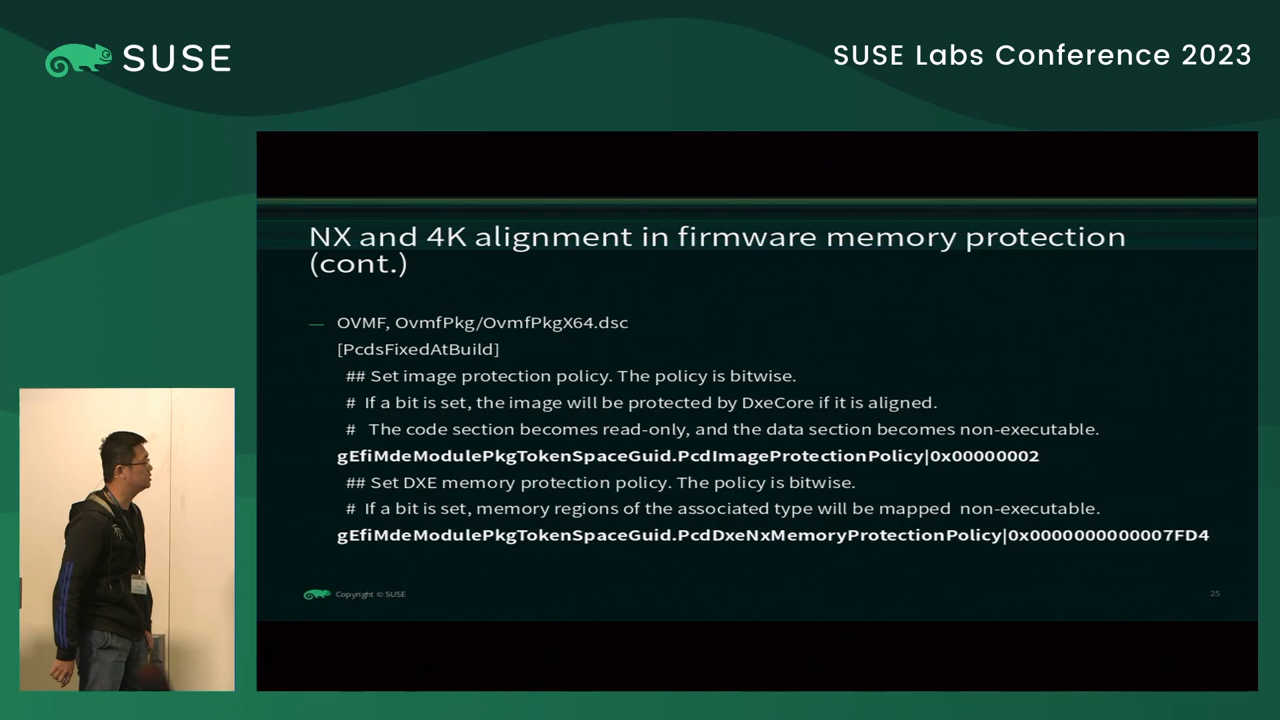 SUSE
SUSE Labs Conference 2023
NX and 4K alignment in firmware memory protection
(cont.)
— OVMF, OvmfPkg/OvmfPkgX64.dsc
[PcdsFixedAtBuild]
## Set image protection policy. The policy is bitwise.
# If a bit is set, the image will be protected by DxeCore if it is aligned.
# The code section becomes read-only, and the data section becomes non-executable.
gEfiMdeModulePkgTokenSpaceGuid.PcdImageProtectionPolicy|0x00000002
## Set DXE memory protection policy. The policy is bitwise.
# If a bit is set, memory regions of the associated type will be mapped non-executable.
gEfiMdeModulePkgTokenSpaceGuid.PcdDxeNxMemoryProtectionPolicy|0x0000000000007FD4
Copyright © SUSE
25